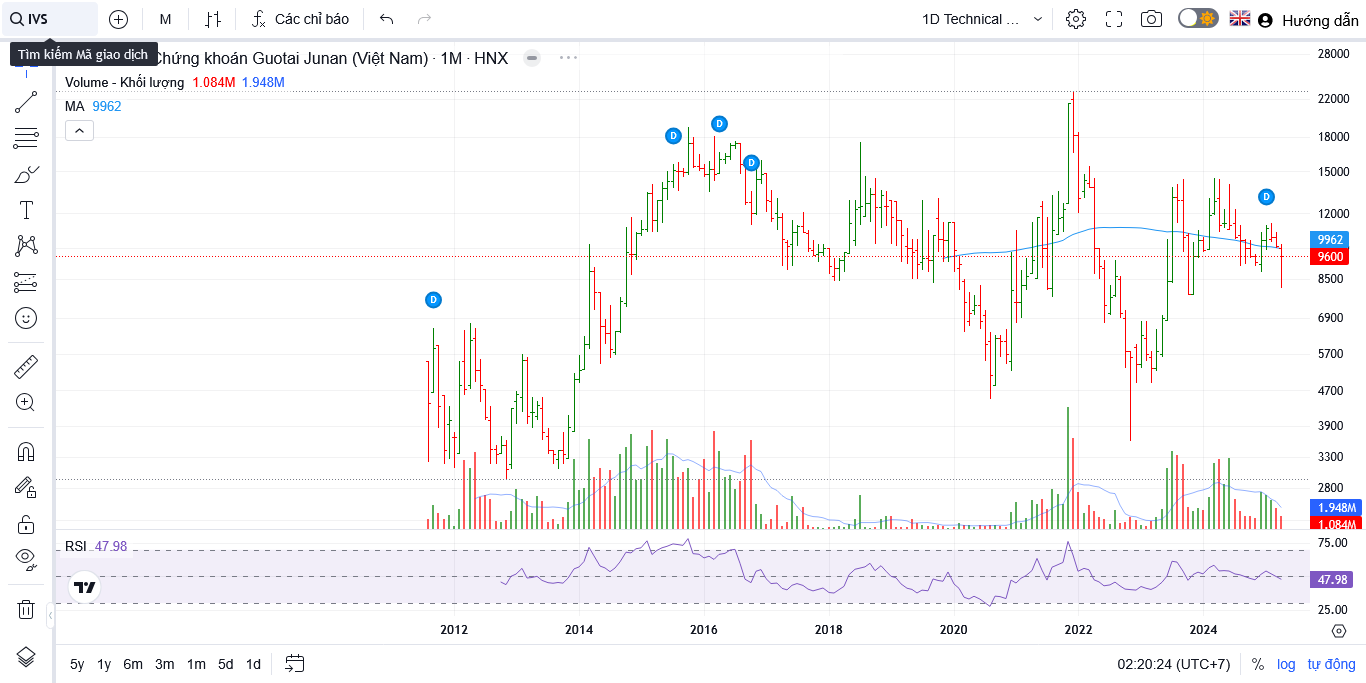 IVS
M
Các chỉ báo
1D Technical ...
Hướng dẫn
Tìm kiếm Mã giao dịch
Chứng khoán Guotai Junan (Việt Nam) · 1M · HNX
Volume - Khối lượng 1.084M 1.948M
MA 9962
D
D
D
D
D
28000
22000
18000
15000
12000
9962
9600
8500
6900
5700
4700
3900
3300
2800
1.948M
1.084M
RSI 47.98
75.00
47.98
25.00
2012 2014 2016 2018 2020 2022 2024
5y 1y 6m 3m 1m 5d 1d
02:20:24 (UTC+7) % log tự động